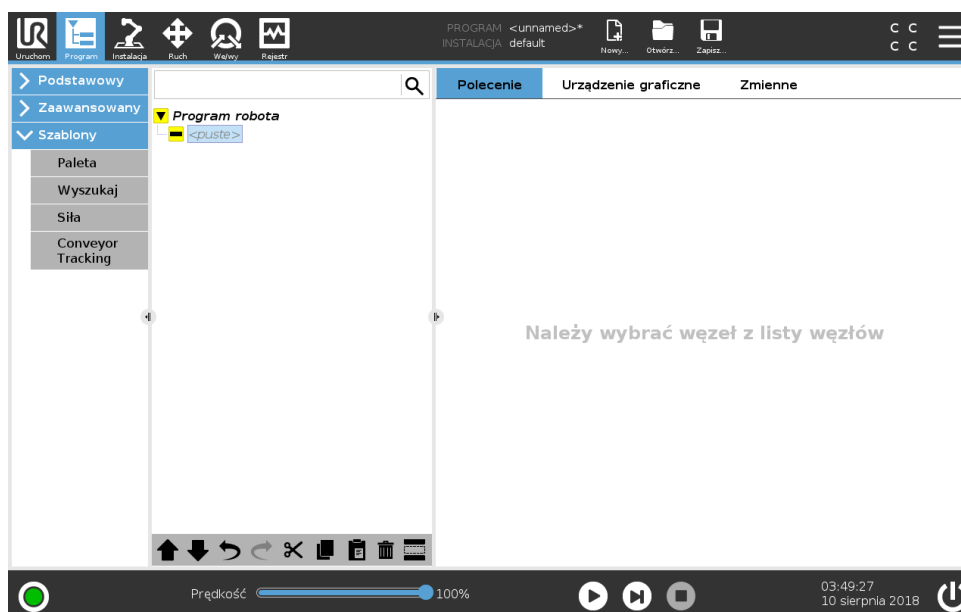 UR
PROGRAM <unnamed>*
INSTALACJA default
C C
C C
Uruchom Program Instalacja Ruch We/wy Rejestr Nowy... Otwórz... Zapisz...
Podstawowy
Zaawansowany
Szablony
Paleta
Wyszukaj
Siła
Conveyor
Tracking
Program robota
<puste>
Polecenie Urządzenie graficzne Zmienne
Należy wybrać węzeł z listy węzłów
Prędkość 100%
03:49:27
10 sierpnia 2018